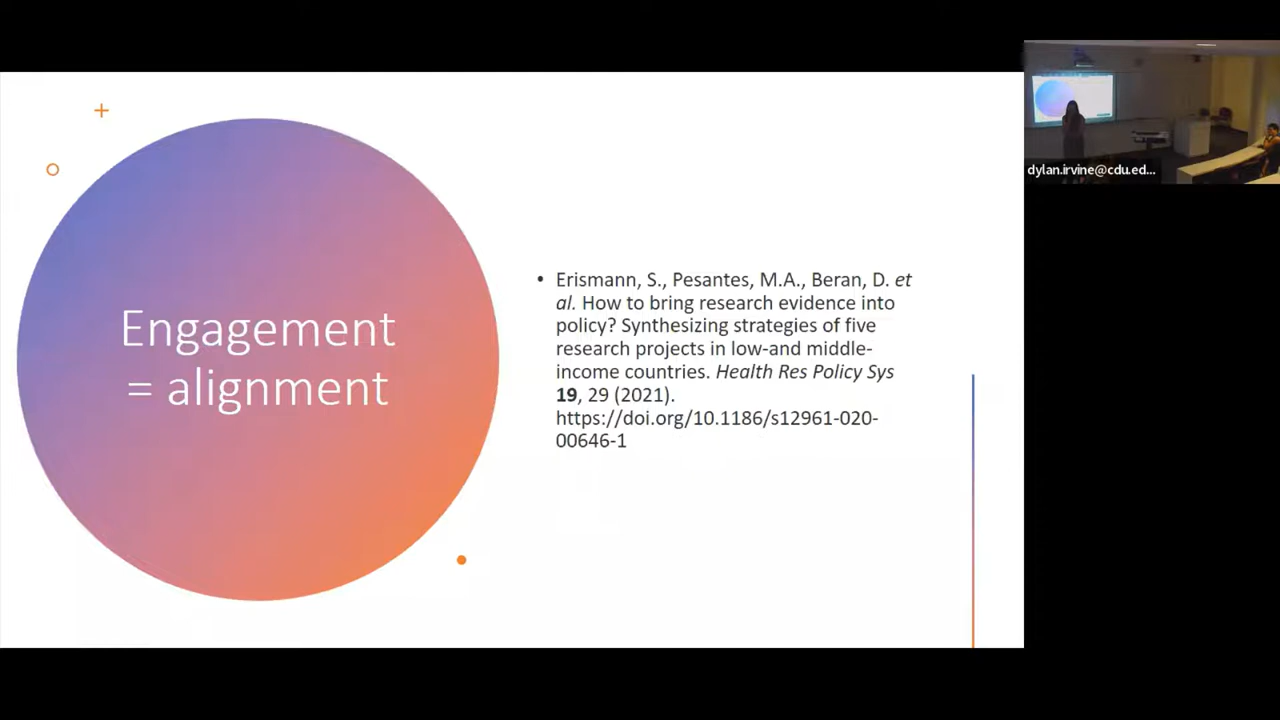 Engagement
= alignment
• Erismann, S., Pesantes, M.A., Beran, D. et
al. How to bring research evidence into
policy? Synthesizing strategies of five
research projects in low-and middle-
income countries. Health Res Policy Sys
19, 29 (2021).
https://doi.org/10.1186/s12961-020-
00646-1
dylan.irvine@cdu.ed...